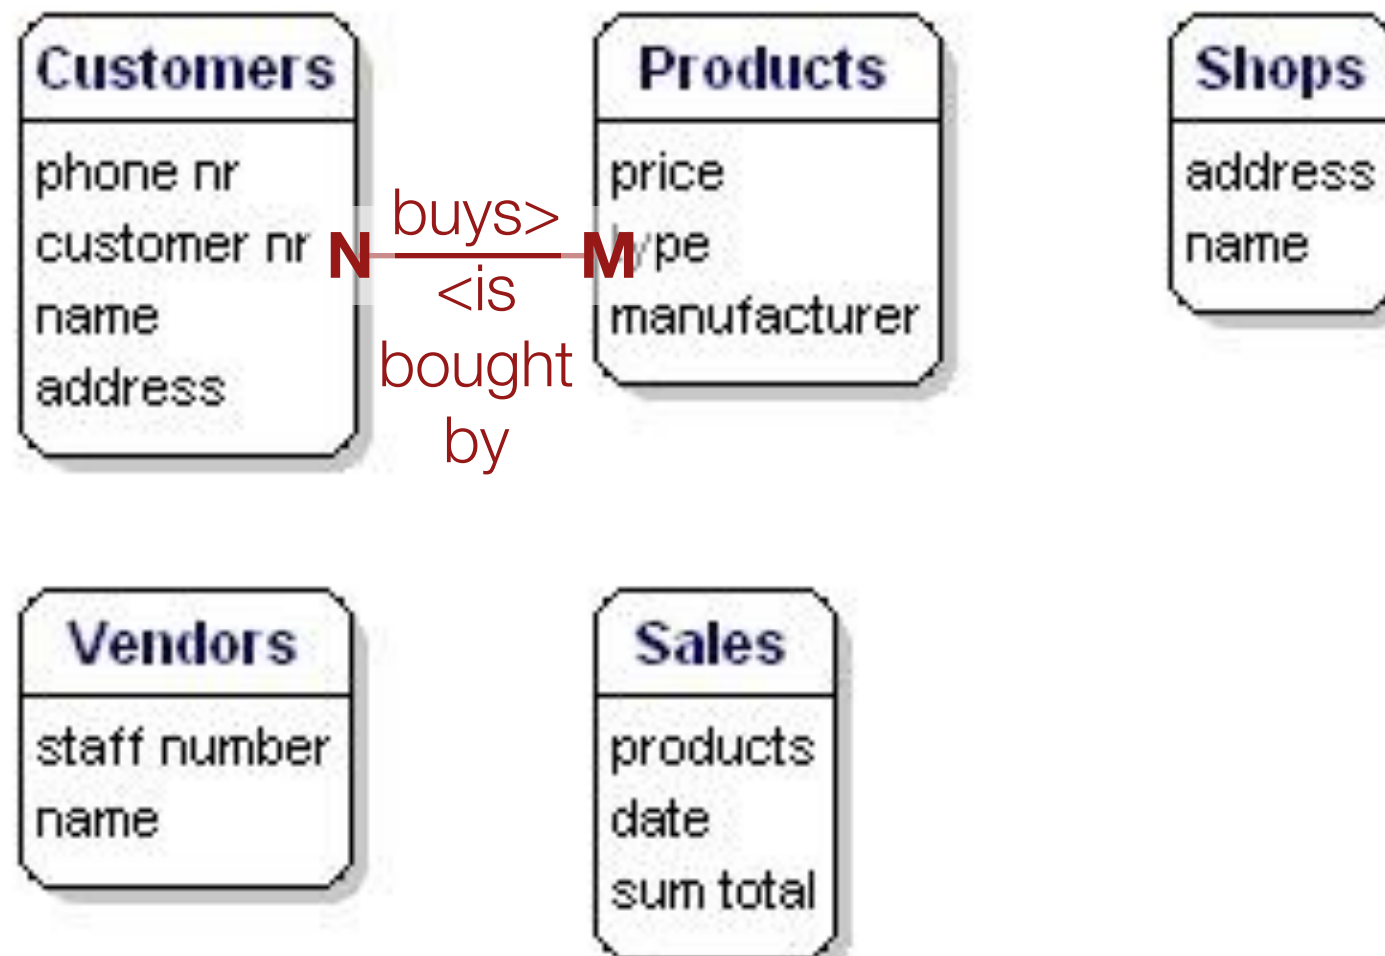 Customers
phone nr
customer nr
name
address
N
buys>
<is
bought
by
M
Products
price
type
manufacturer
Shops
address
name
Vendors
staff number
name
Sales
products
date
sum total